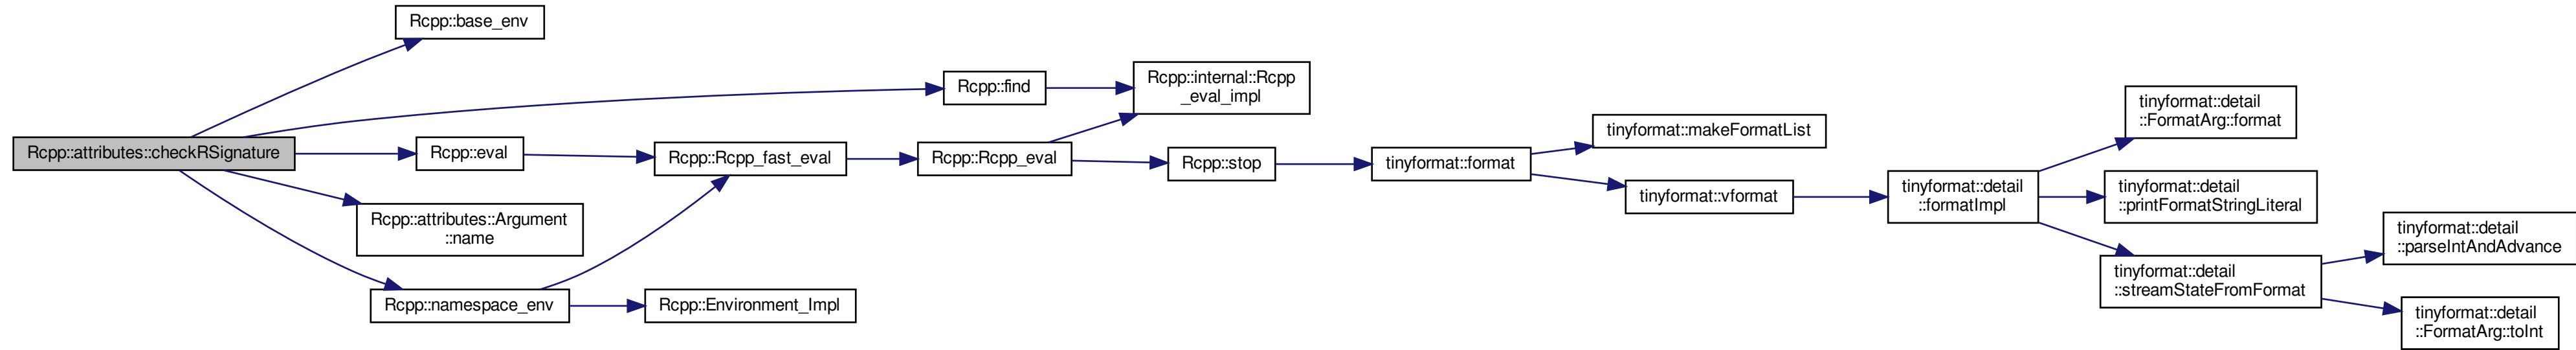 Rcpp::attributes::checkRSignature
Rcpp::base_env
Rcpp::find
Rcpp::internal::Rcpp
_eval_impl
Rcpp::eval
Rcpp::Rcpp_fast_eval
Rcpp::Rcpp_eval
Rcpp::stop
tinyformat::format
tinyformat::makeFormatList
tinyformat::vformat
tinyformat::detail
::formatImpl
tinyformat::detail
::FormatArg::format
tinyformat::detail
::printFormatStringLiteral
tinyformat::detail
::streamStateFromFormat
tinyformat::detail
::parseIntAndAdvance
tinyformat::detail
::FormatArg::toInt
Rcpp::attributes::Argument
::name
Rcpp::namespace_env
Rcpp::Environment_Impl